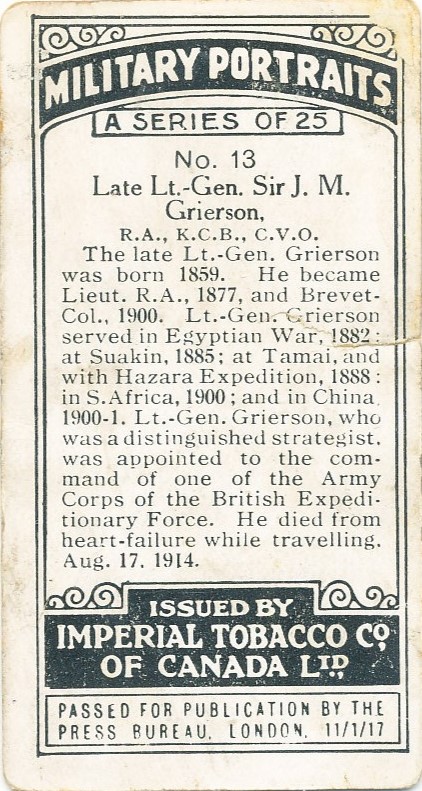 MILITARY PORTRAITS
A SERIES OF 25
No. 13
Late Lt.-Gen. Sir J. M.
Grierson,
R.A., K.C.B., C.V.O.
The late Lt.-Gen. Grierson
was born 1859. He became
Lieut. R.A., 1877, and Brevet-
Col., 1900. Lt.-Gen. Grierson
served in Egyptian War, 1882:
at Suakin, 1885; at Tamai, and
with Hazara Expedition, 1888:
in S. Africa, 1900; and in China
1900-1. Lt.-Gen. Grierson, who
was a distinguished strategist,
was appointed to the com-
mand of one of the Army
Corps of the British Expedi-
tionary Force. He died from
heart-failure while travelling,
Aug. 17, 1914.
ISSUED BY
IMPERIAL TOBACCO CO
OF CANADA LTD.
PASSED FOR PUBLICATION BY THE
PRESS BUREAU, LONDON, 11/1/17